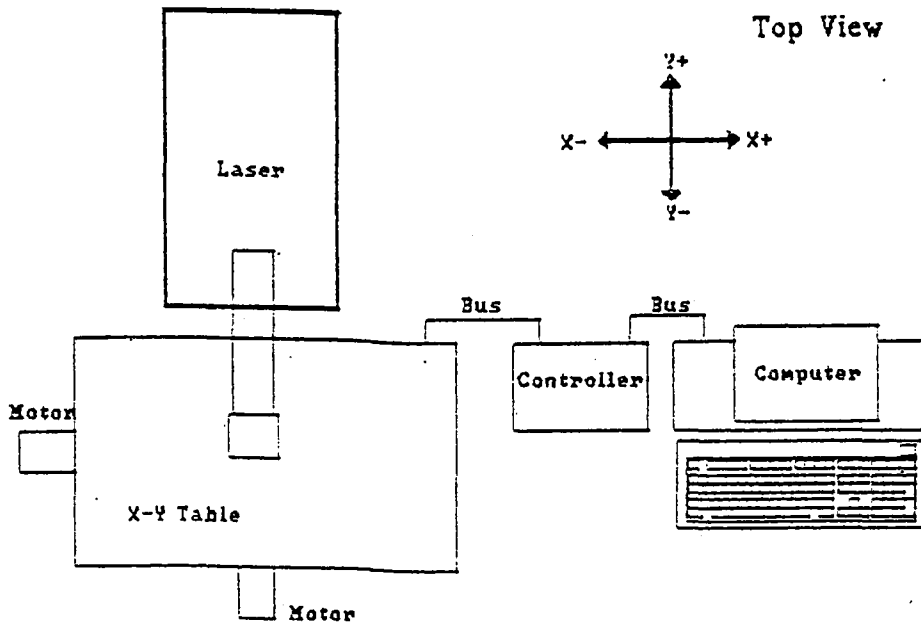 Top View
Y+
X- X+
Y-
Laser
Bus Bus
Controller Computer
Motor
X-Y Table
Motor